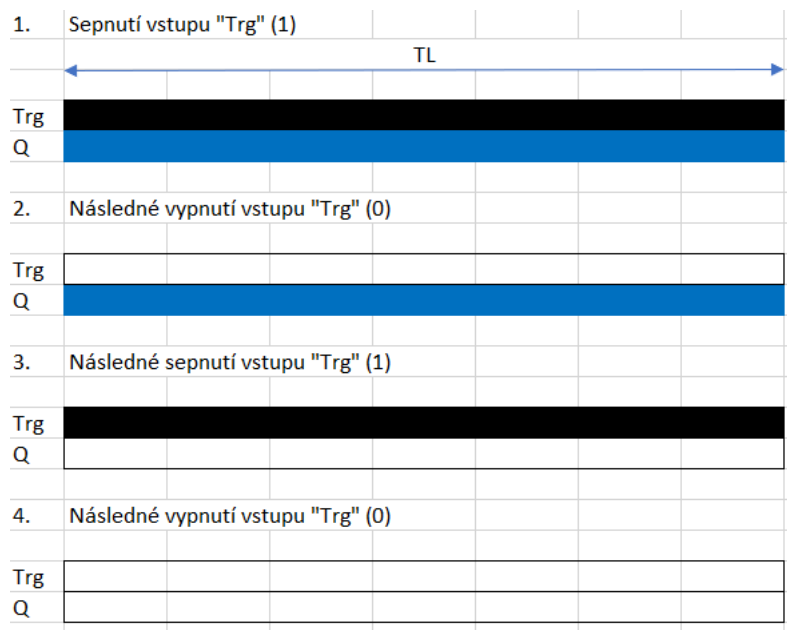 1. Sepnutí vstupu "Trg" (1)
TL
Trg
Q
2. Následné vypnutí vstupu "Trg" (0)
Trg
Q
3. Následné sepnutí vstupu "Trg" (1)
Trg
Q
4. Následné vypnutí vstupu "Trg" (0)
Trg
Q